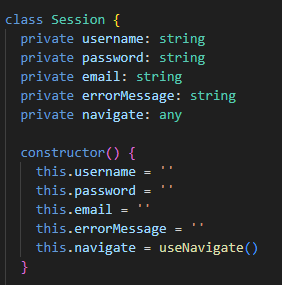 class Session {
private username: string
private password: string
private email: string
private errorMessage: string
private navigate: any
constructor() {
this.username = ''
this.password = ''
this.email = ''
this.errorMessage = ''
this.navigate = useNavigate()
}